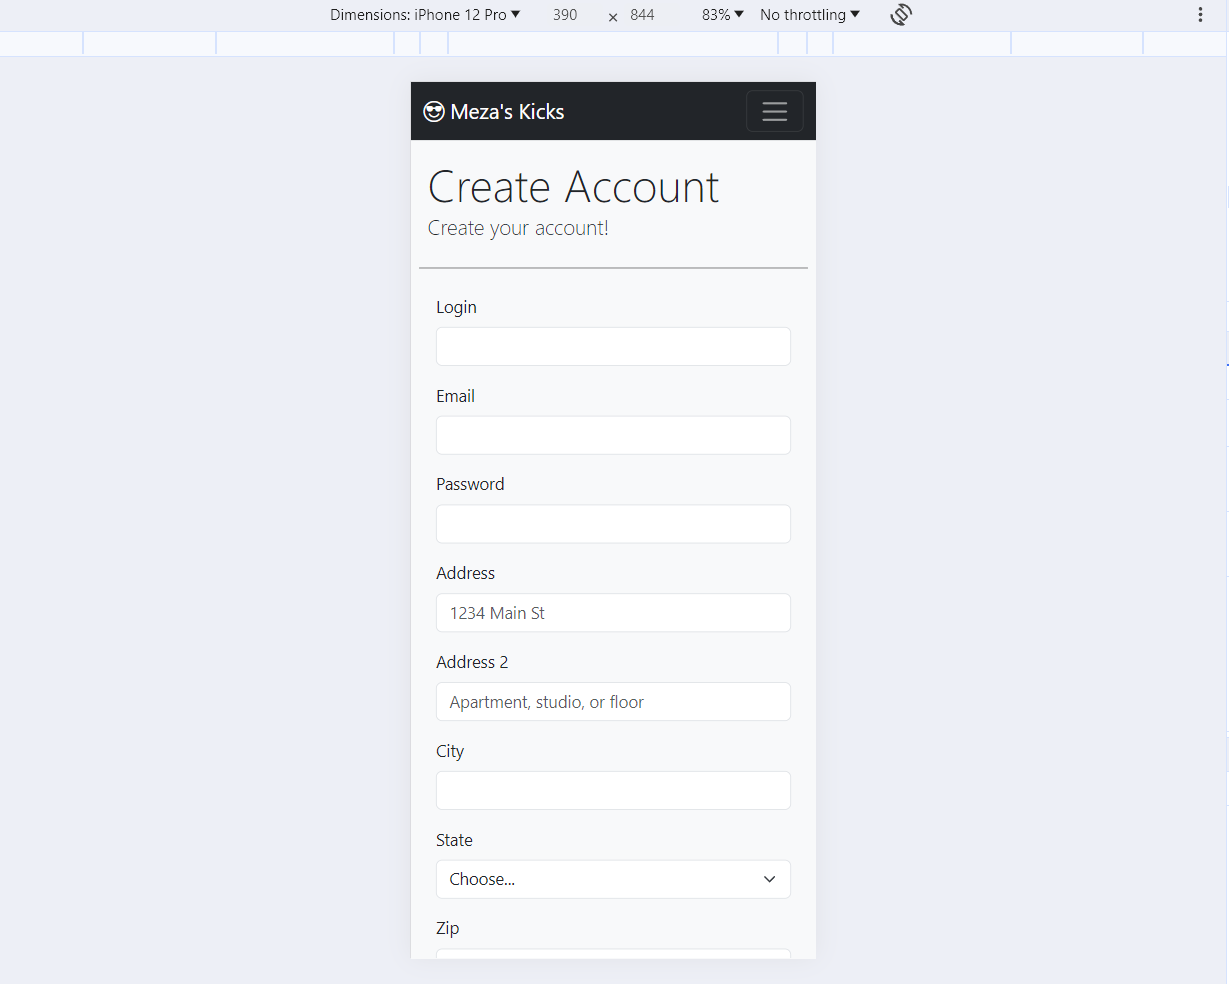 Dimensions: iPhone 12 Pro 390 × 844 83% No throttling
Meza's Kicks
Create Account
Create your account!
Login
Email
Password
Address
1234 Main St
Address 2
Apartment, studio, or floor
City
State
Choose...
Zip